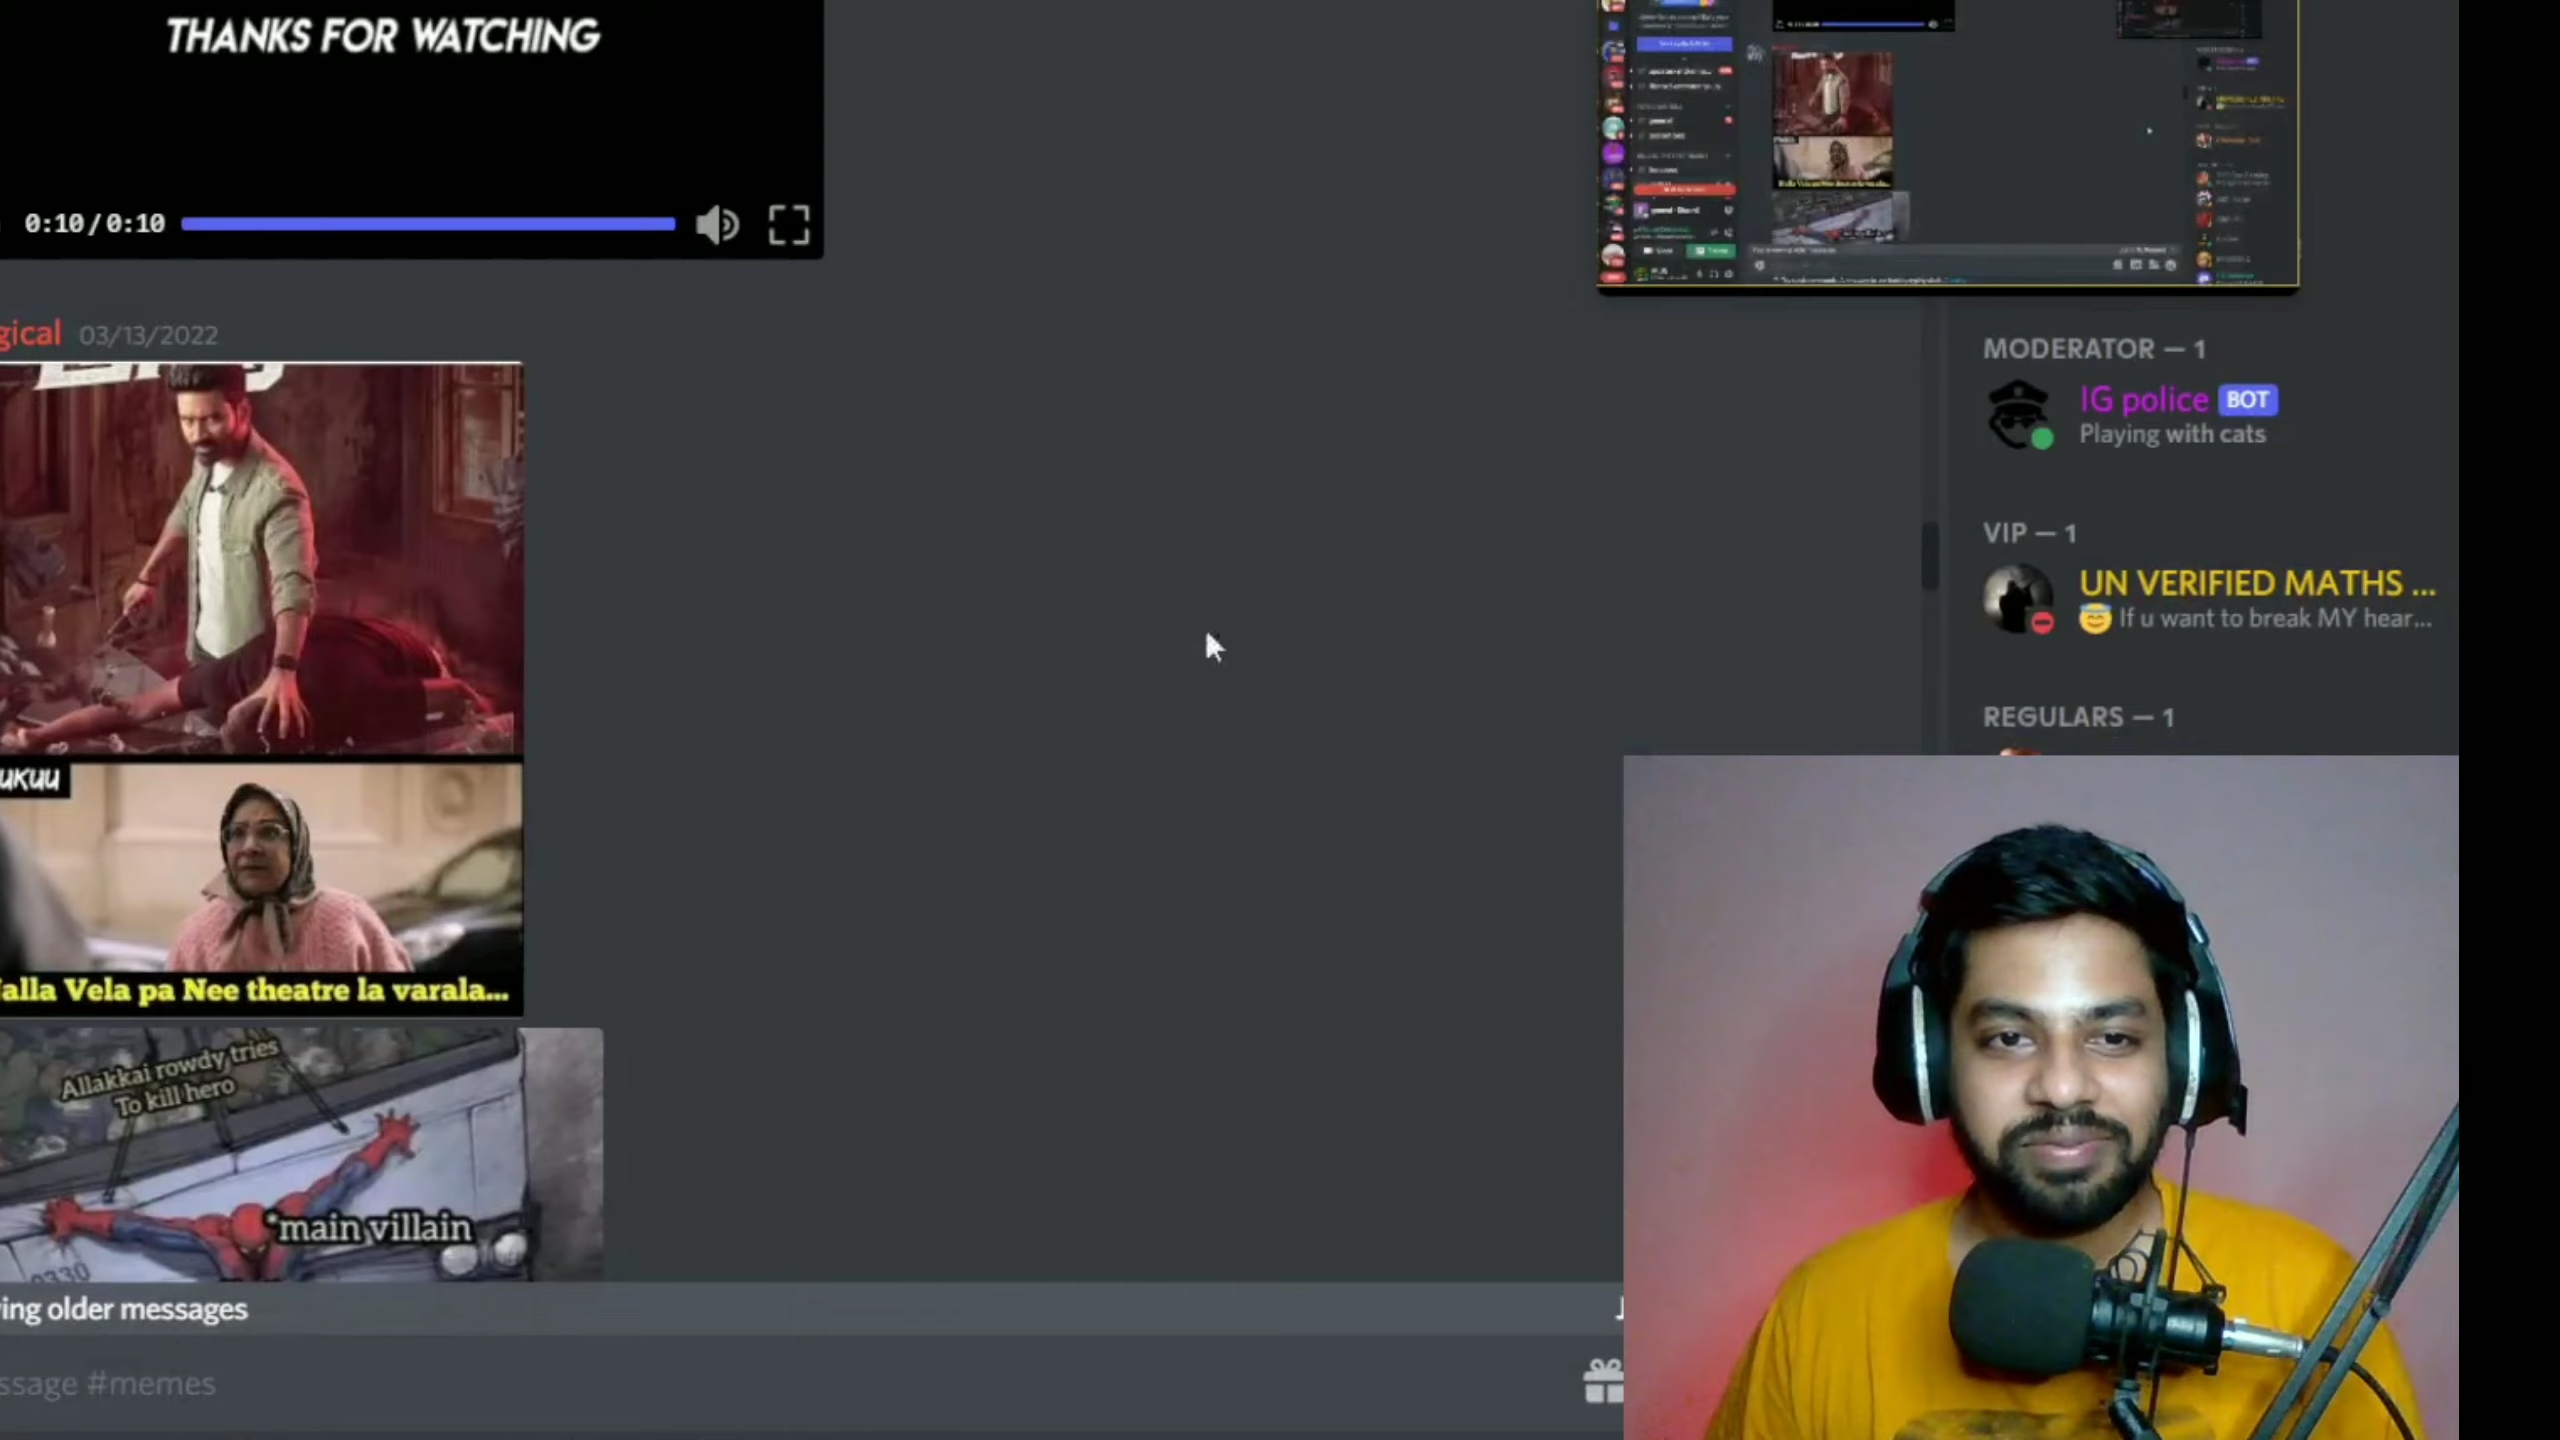 THANKS FOR WATCHING
0:10/0:10
gical 03/13/2022
ukuu
alla Vela pa Nee theatre la varala...
Allakkai rowdy tries
To kill hero
*main villain
0330
ing older messages
ssage #memes
MODERATOR — 1
IG police BOT
Playing with cats
VIP — 1
UN VERIFIED MATHS ...
If u want to break MY hear...
REGULARS — 1